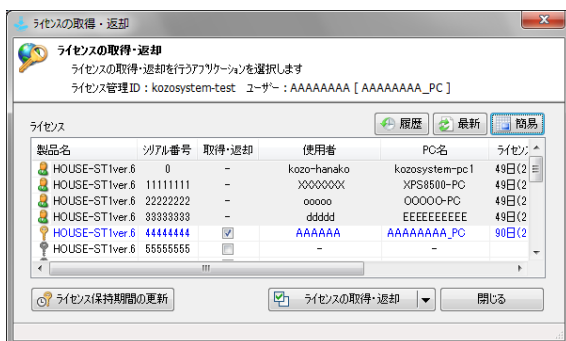 ライセンスの取得・返却
ライセンスの取得・返却
ライセンスの取得・返却を行うアプリケーションを選択します
ライセンス管理ID：kozosystem-test ユーザー：AAAAAAAA [ AAAAAAAA_PC ]
ライセンス 履歴 最新 簡易
製品名 シリアル番号 取得・返却 使用者 PC名 ライセン
HOUSE-ST1ver.6 0 - kozo-hanako kozosystem-pc1 49日(2
HOUSE-ST1ver.6 11111111 - XXXXXXX XPS8500-PC 49日(2
HOUSE-ST1ver.6 22222222 - ooooo OOOOO-PC 49日(2
HOUSE-ST1ver.6 33333333 - ddddd EEEEEEEEEE 49日(2
HOUSE-ST1ver.6 44444444 AAAAAA AAAAAAAA_PC 90日(2
HOUSE-ST1ver.6 55555555 - -
ライセンス保持期間の更新 ライセンスの取得・返却 閉じる